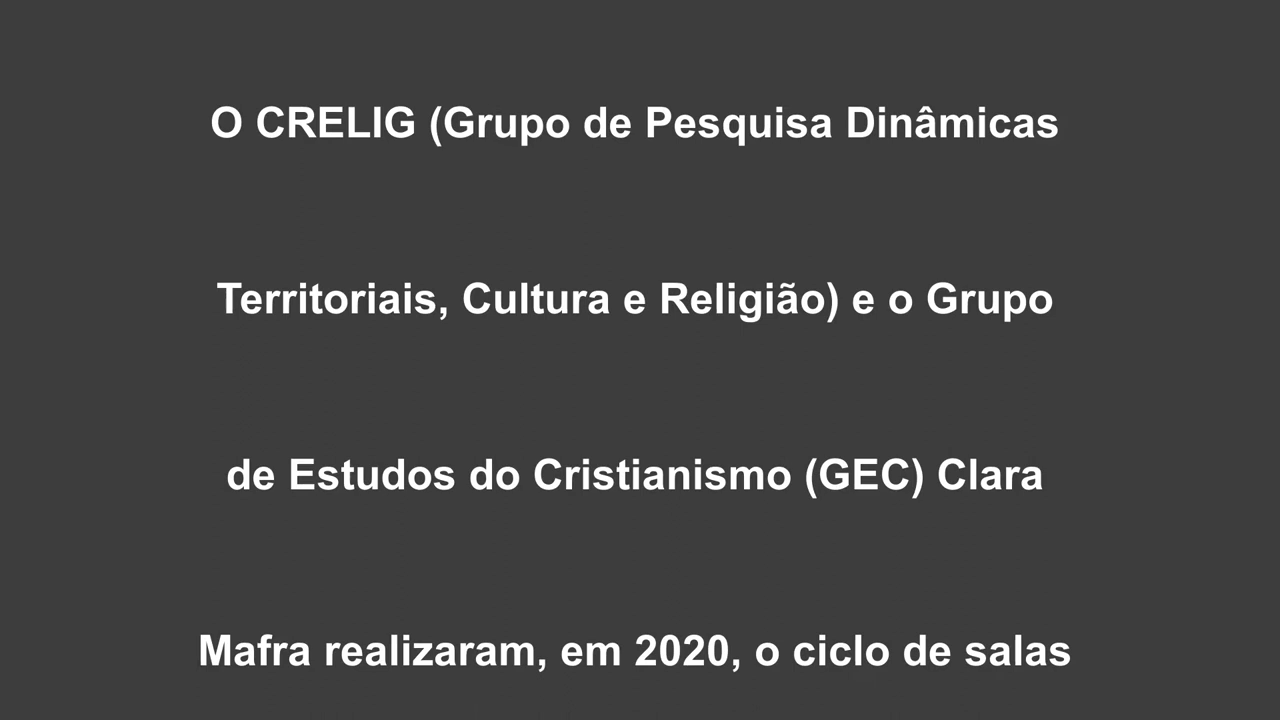 O CRELIG (Grupo de Pesquisa Dinâmicas
Territoriais, Cultura e Religião) e o Grupo
de Estudos do Cristianismo (GEC) Clara
Mafra realizaram, em 2020, o ciclo de salas